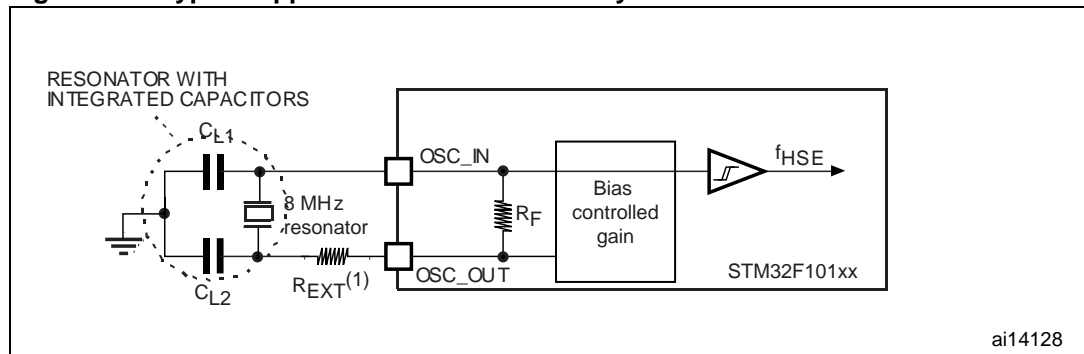 RESONATOR WITH
INTEGRATED CAPACITORS
CL1
OSC_IN
fHSE
8 MHz
resonator
RF
Bias
controlled
gain
STM32F101xx
OSC_OUT
REXT(1)
CL2
ai14128